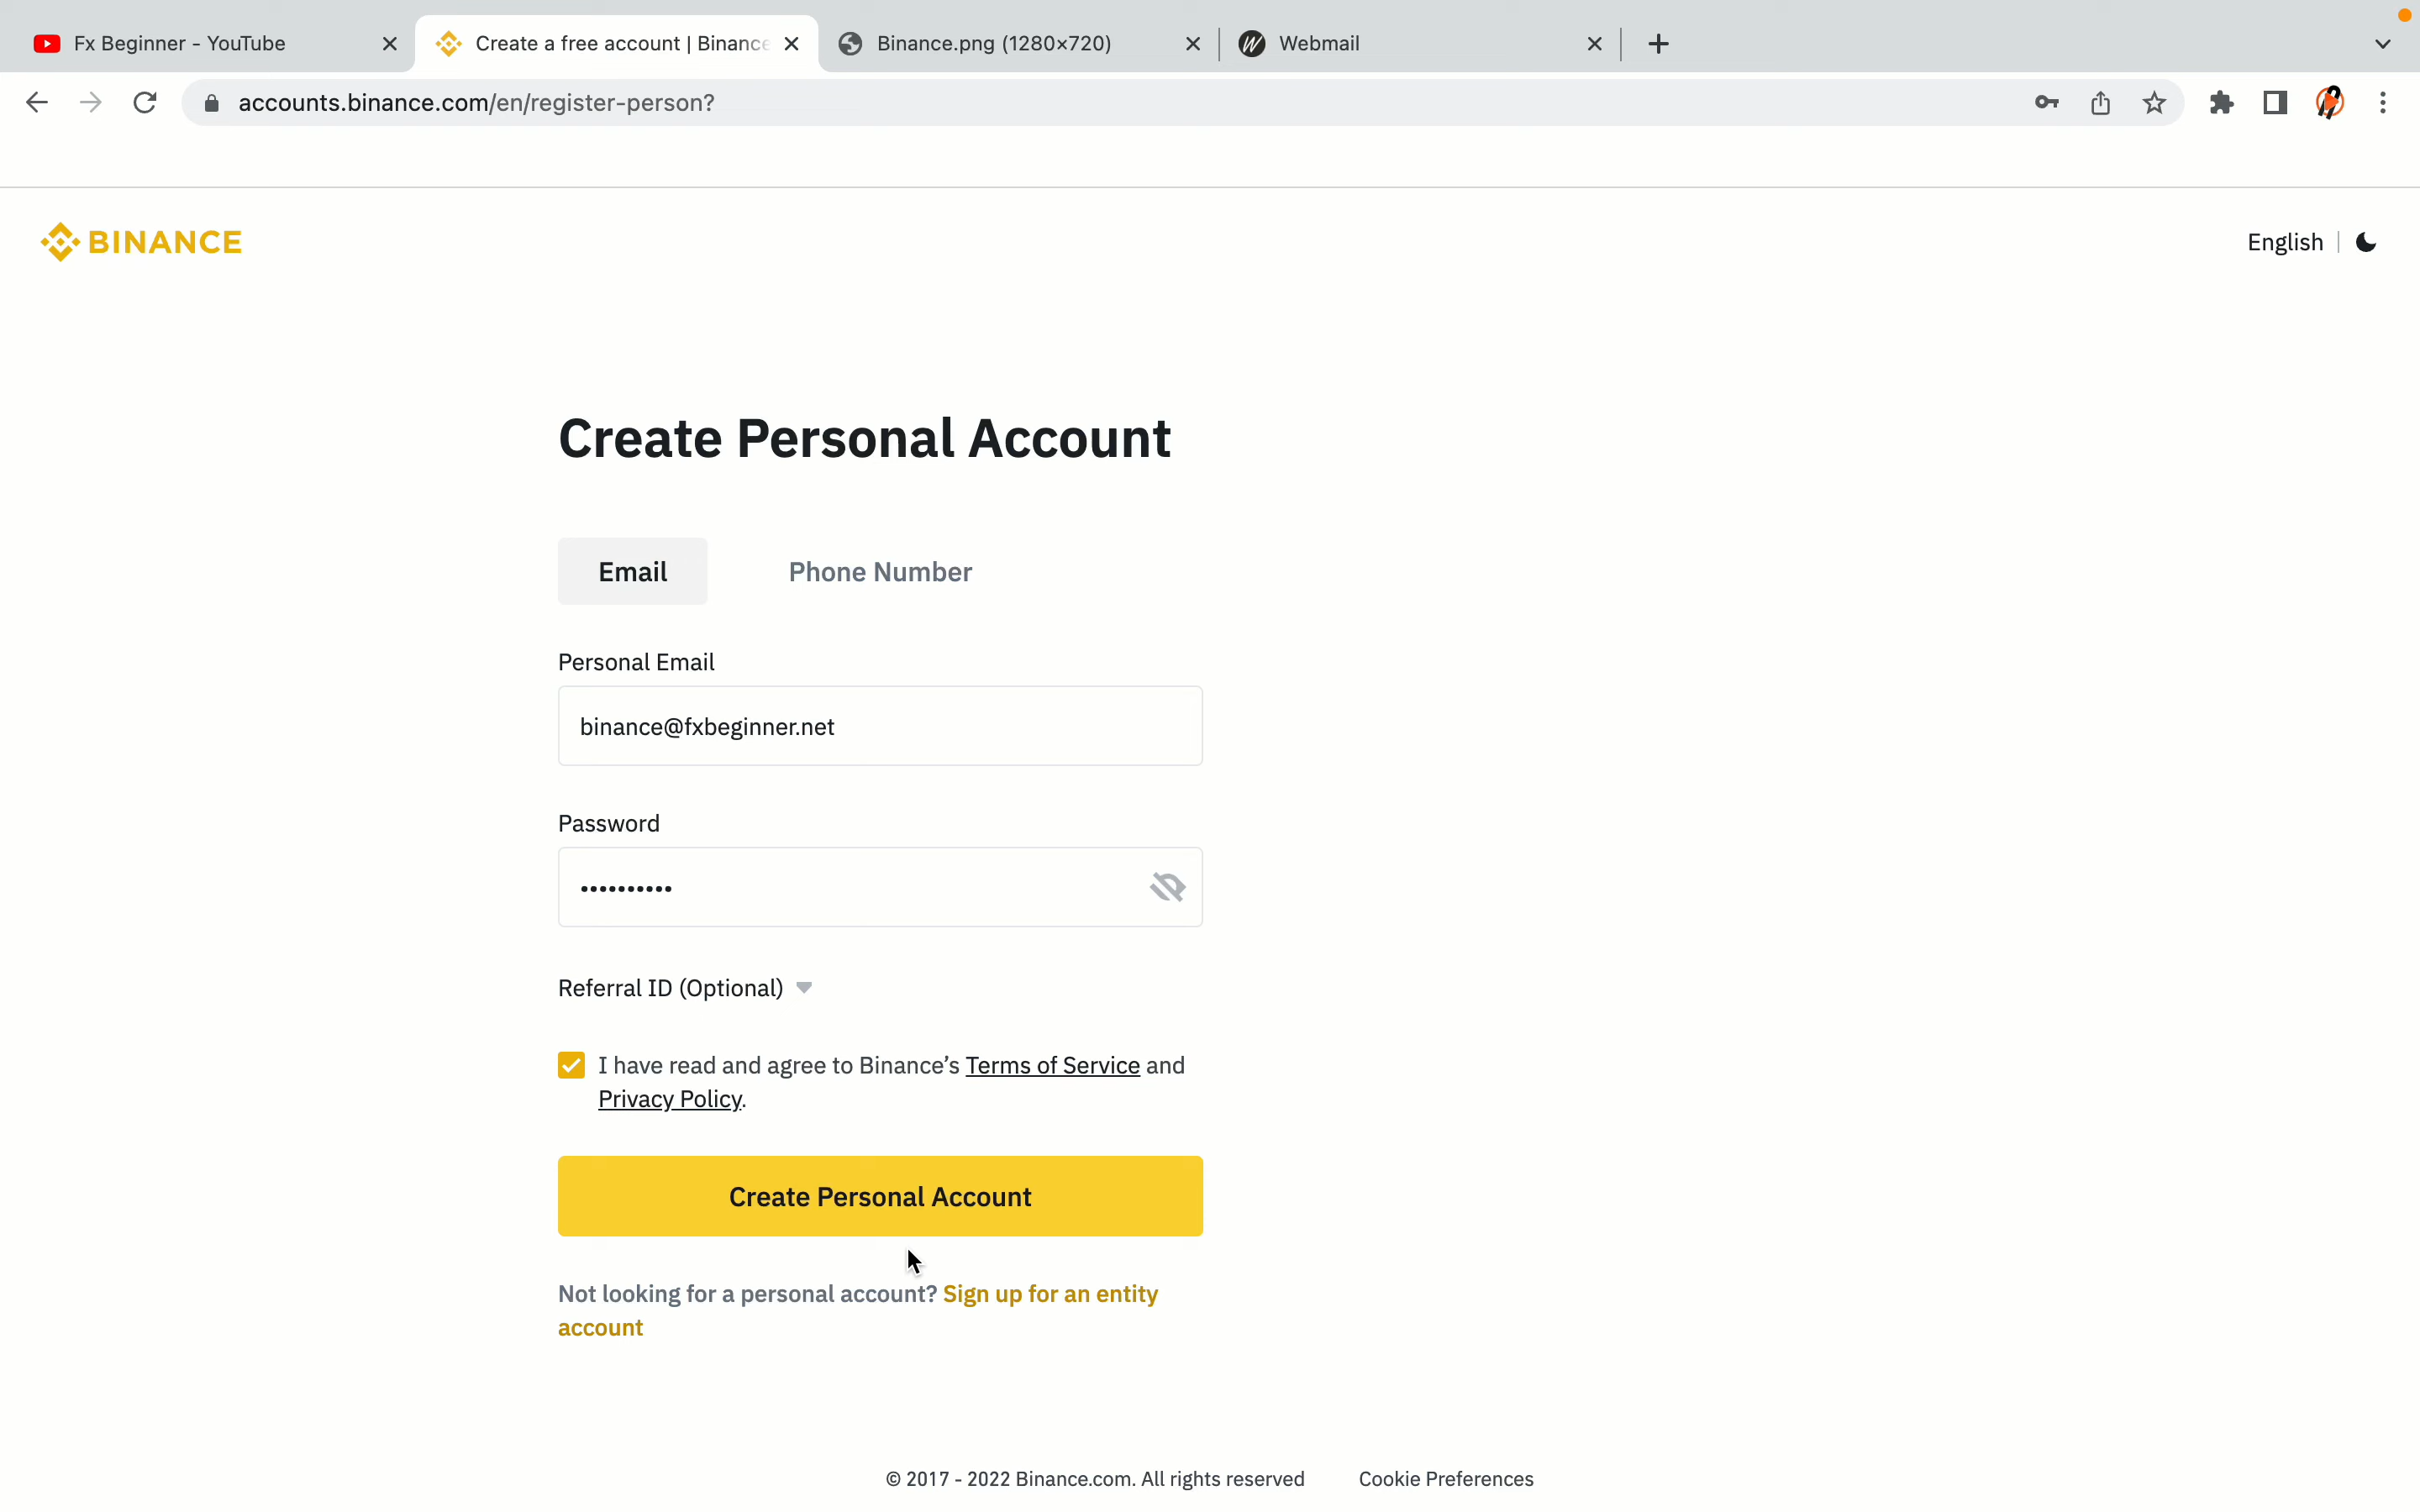 Fx Beginner - YouTube
Create a free account | Binance
Binance.png (1280×720)
Webmail
accounts.binance.com/en/register-person?
BINANCE
English
Create Personal Account
Email
Phone Number
Personal Email
binance@fxbeginner.net
Password
••••••••••
Referral ID (Optional)
I have read and agree to Binance’s Terms of Service and
Privacy Policy.
Create Personal Account
Not looking for a personal account? Sign up for an entity
account
© 2017 - 2022 Binance.com. All rights reserved
Cookie Preferences